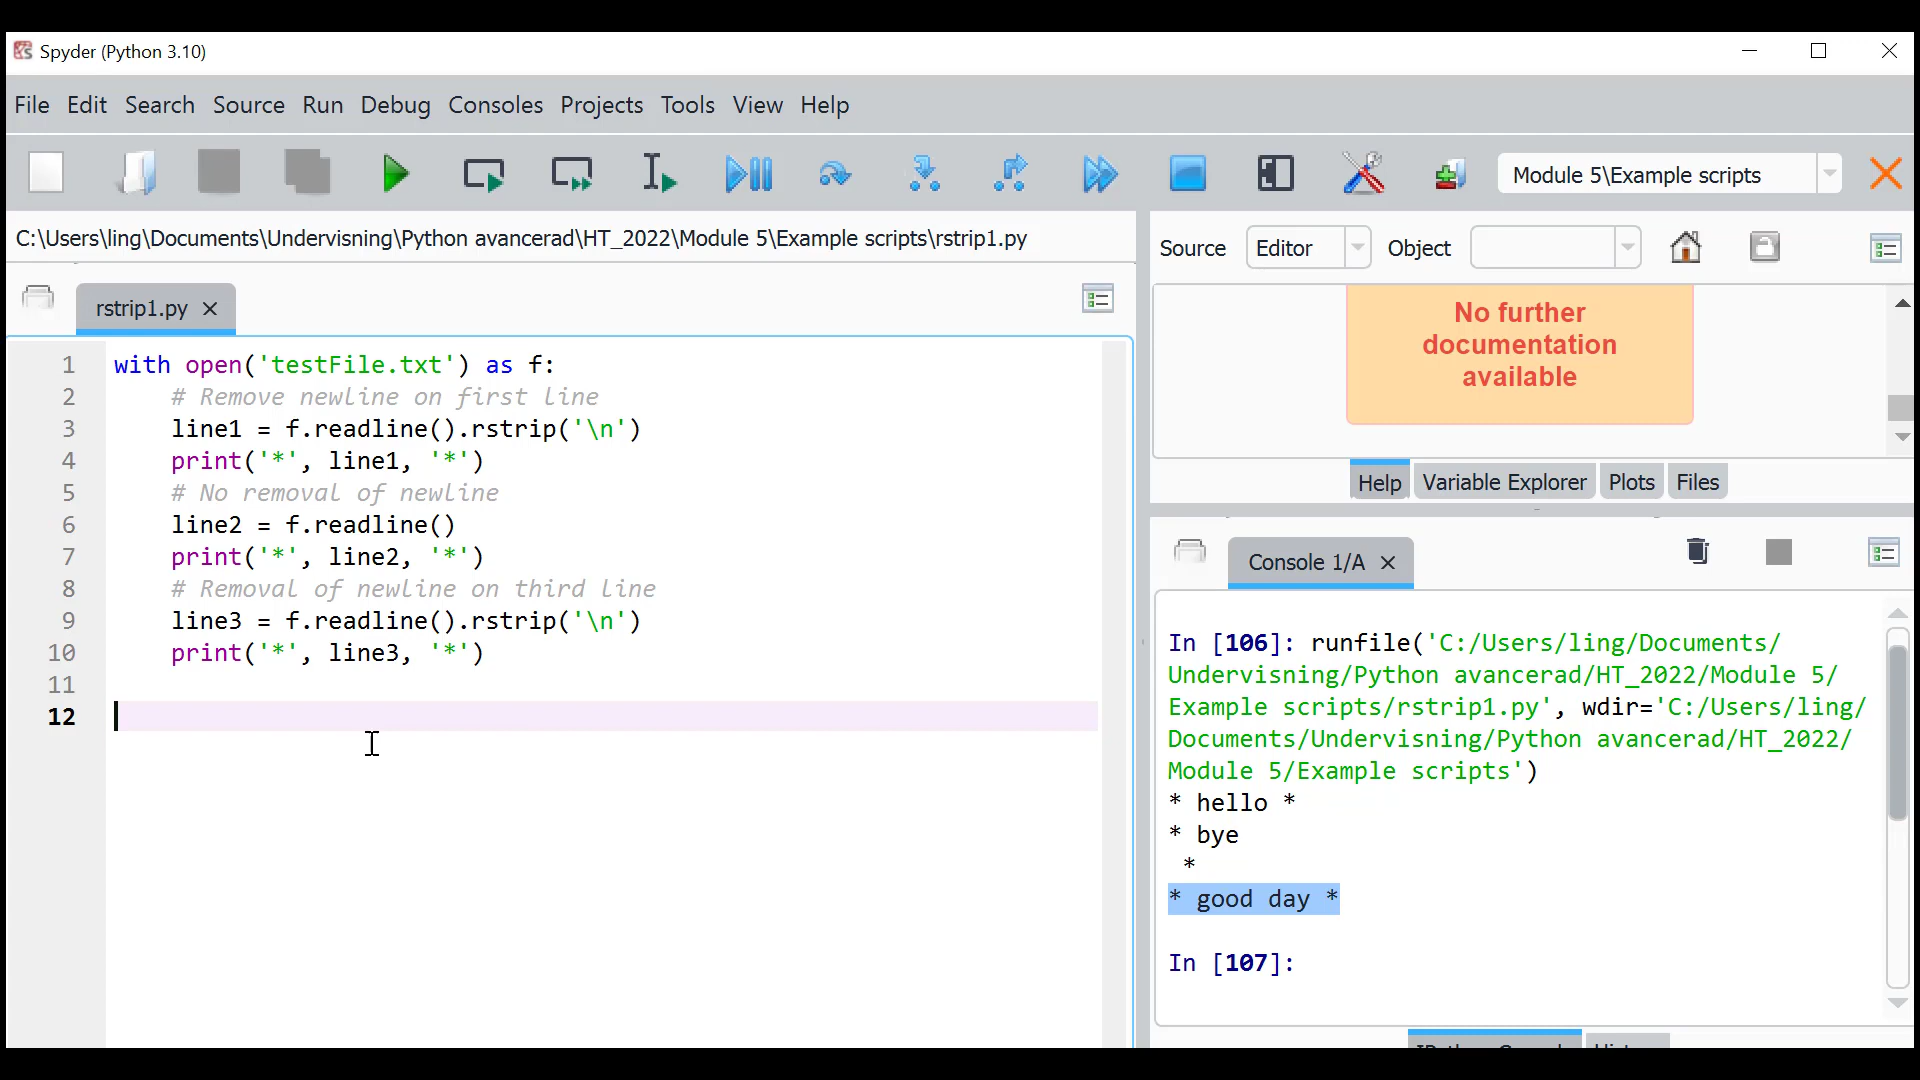 Spyder (Python 3.10)
File Edit Search Source Run Debug Consoles Projects Tools View Help
Module 5\Example scripts
C:\Users\ling\Documents\Undervisning\Python avancerad\HT_2022\Module 5\Example scripts\rstrip1.py
rstrip1.py
1 with open('testFile.txt') as f:
2 # Remove newline on first line
3 line1 = f.readline().rstrip('\n')
4 print('*', line1, '*')
5 # No removal of newline
6 line2 = f.readline()
7 print('*', line2, '*')
8 # Removal of newline on third line
9 line3 = f.readline().rstrip('\n')
10 print('*', line3, '*')
11
12
Source Editor Object
No further
documentation
available
Help Variable Explorer Plots Files
Console 1/A
In [106]: runfile('C:/Users/ling/Documents/
Undervisning/Python avancerad/HT_2022/Module 5/
Example scripts/rstrip1.py', wdir='C:/Users/ling/
Documents/Undervisning/Python avancerad/HT_2022/
Module 5/Example scripts')
* hello *
* bye
*
* good day *
In [107]: